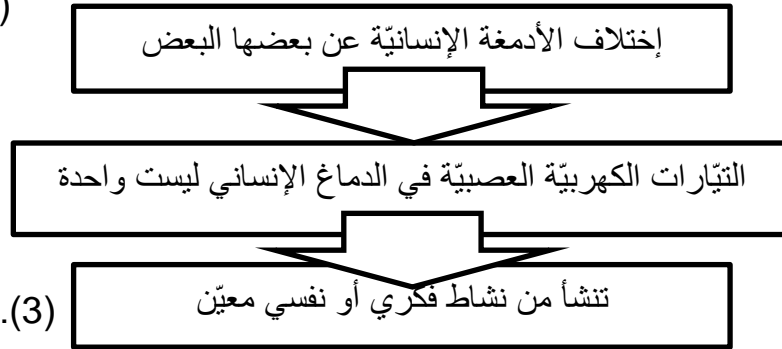 )
إختلاف الأدمغة الإنسانيّة عن بعضها البعض
التيّارات الكهربيّة العصبيّة في الدماغ الإنساني ليست واحدة
تنشأ من نشاط فكري أو نفسي معيّن
(3).